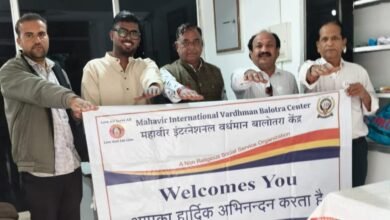 Mahavir International Vardhman Balotra Center
महावीर इंटरनेशनल वर्धमान बालोतरा केंद्र
A Non Religious Social Service Organization
Welcomes You
आपका हार्दिक अभिनन्दन करता है